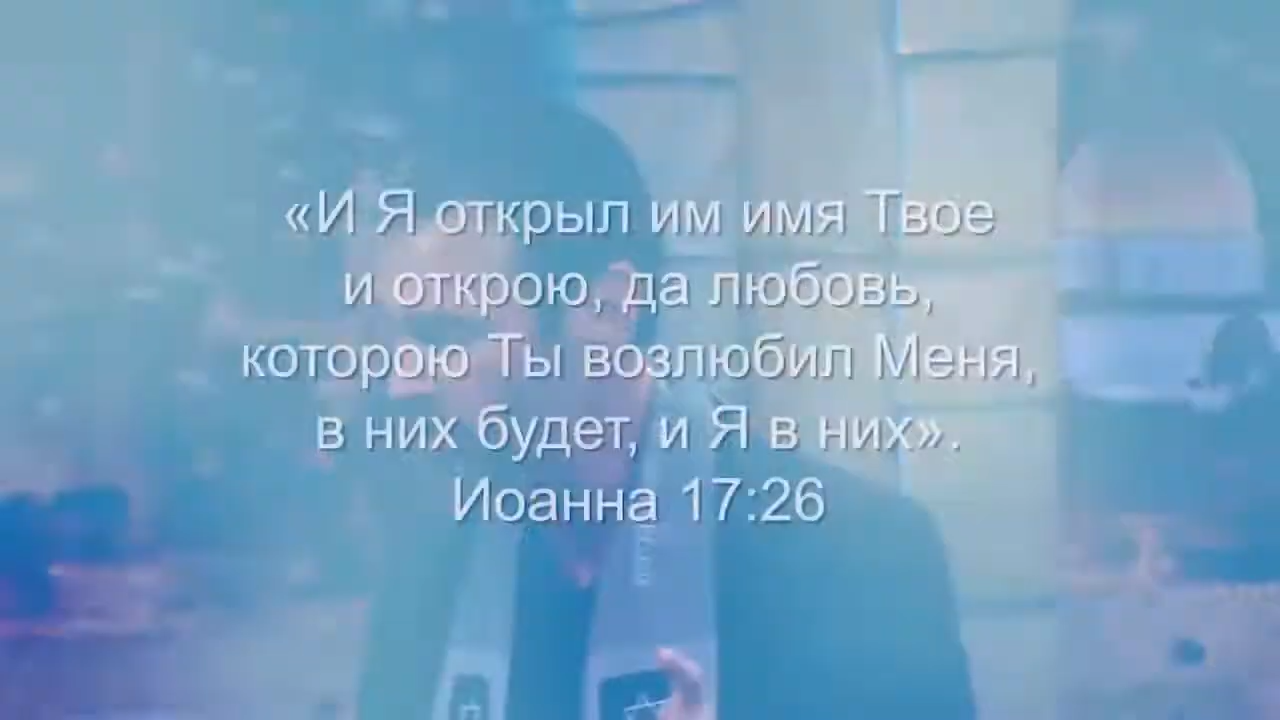 «И Я открыл им имя Твое
и открою, да любовь,
которою Ты возлюбил Меня,
в них будет, и Я в них».
Иоанна 17:26